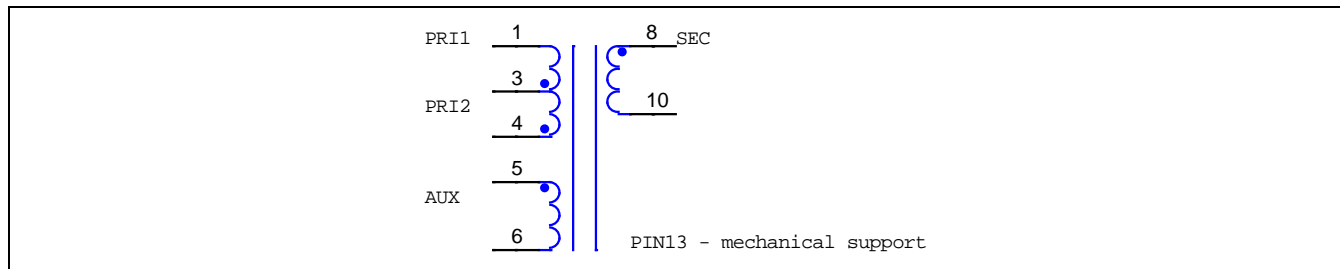 PRI1 1 8 SEC
3
PRI2 10
4
5
AUX
6 PIN13 - mechanical support